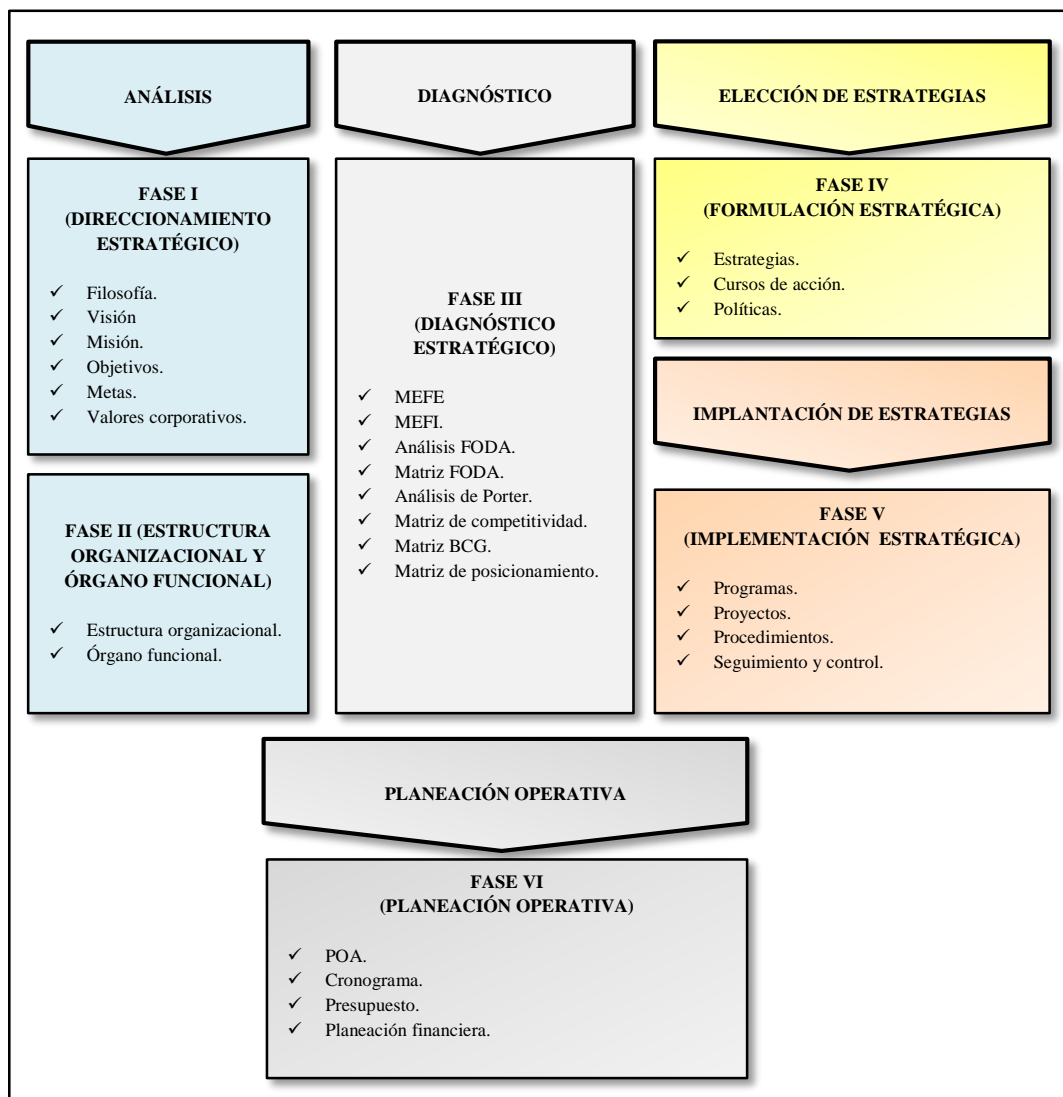 ANÁLISIS
FASE I
(DIRECCIONAMIENTO
ESTRATÉGICO)
✓ Filosofía.
✓ Visión
✓ Misión.
✓ Objetivos.
✓ Metas.
✓ Valores corporativos.
FASE II (ESTRUCTURA
ORGANIZACIONAL Y
ÓRGANO FUNCIONAL)
✓ Estructura organizacional.
✓ Órgano funcional.
DIAGNÓSTICO
FASE III
(DIAGNÓSTICO
ESTRATÉGICO)
✓ MEFE
✓ MEFI.
✓ Análisis FODA.
✓ Matriz FODA.
✓ Análisis de Porter.
✓ Matriz de competitividad.
✓ Matriz BCG.
✓ Matriz de posicionamiento.
ELECCIÓN DE ESTRATEGIAS
FASE IV
(FORMULACIÓN ESTRATÉGICA)
✓ Estrategias.
✓ Cursos de acción.
✓ Políticas.
IMPLANTACIÓN DE ESTRATEGIAS
FASE V
(IMPLEMENTACIÓN ESTRATÉGICA)
✓ Programas.
✓ Proyectos.
✓ Procedimientos.
✓ Seguimiento y control.
PLANEACIÓN OPERATIVA
FASE VI
(PLANEACIÓN OPERATIVA)
✓ POA.
✓ Cronograma.
✓ Presupuesto.
✓ Planeación financiera.